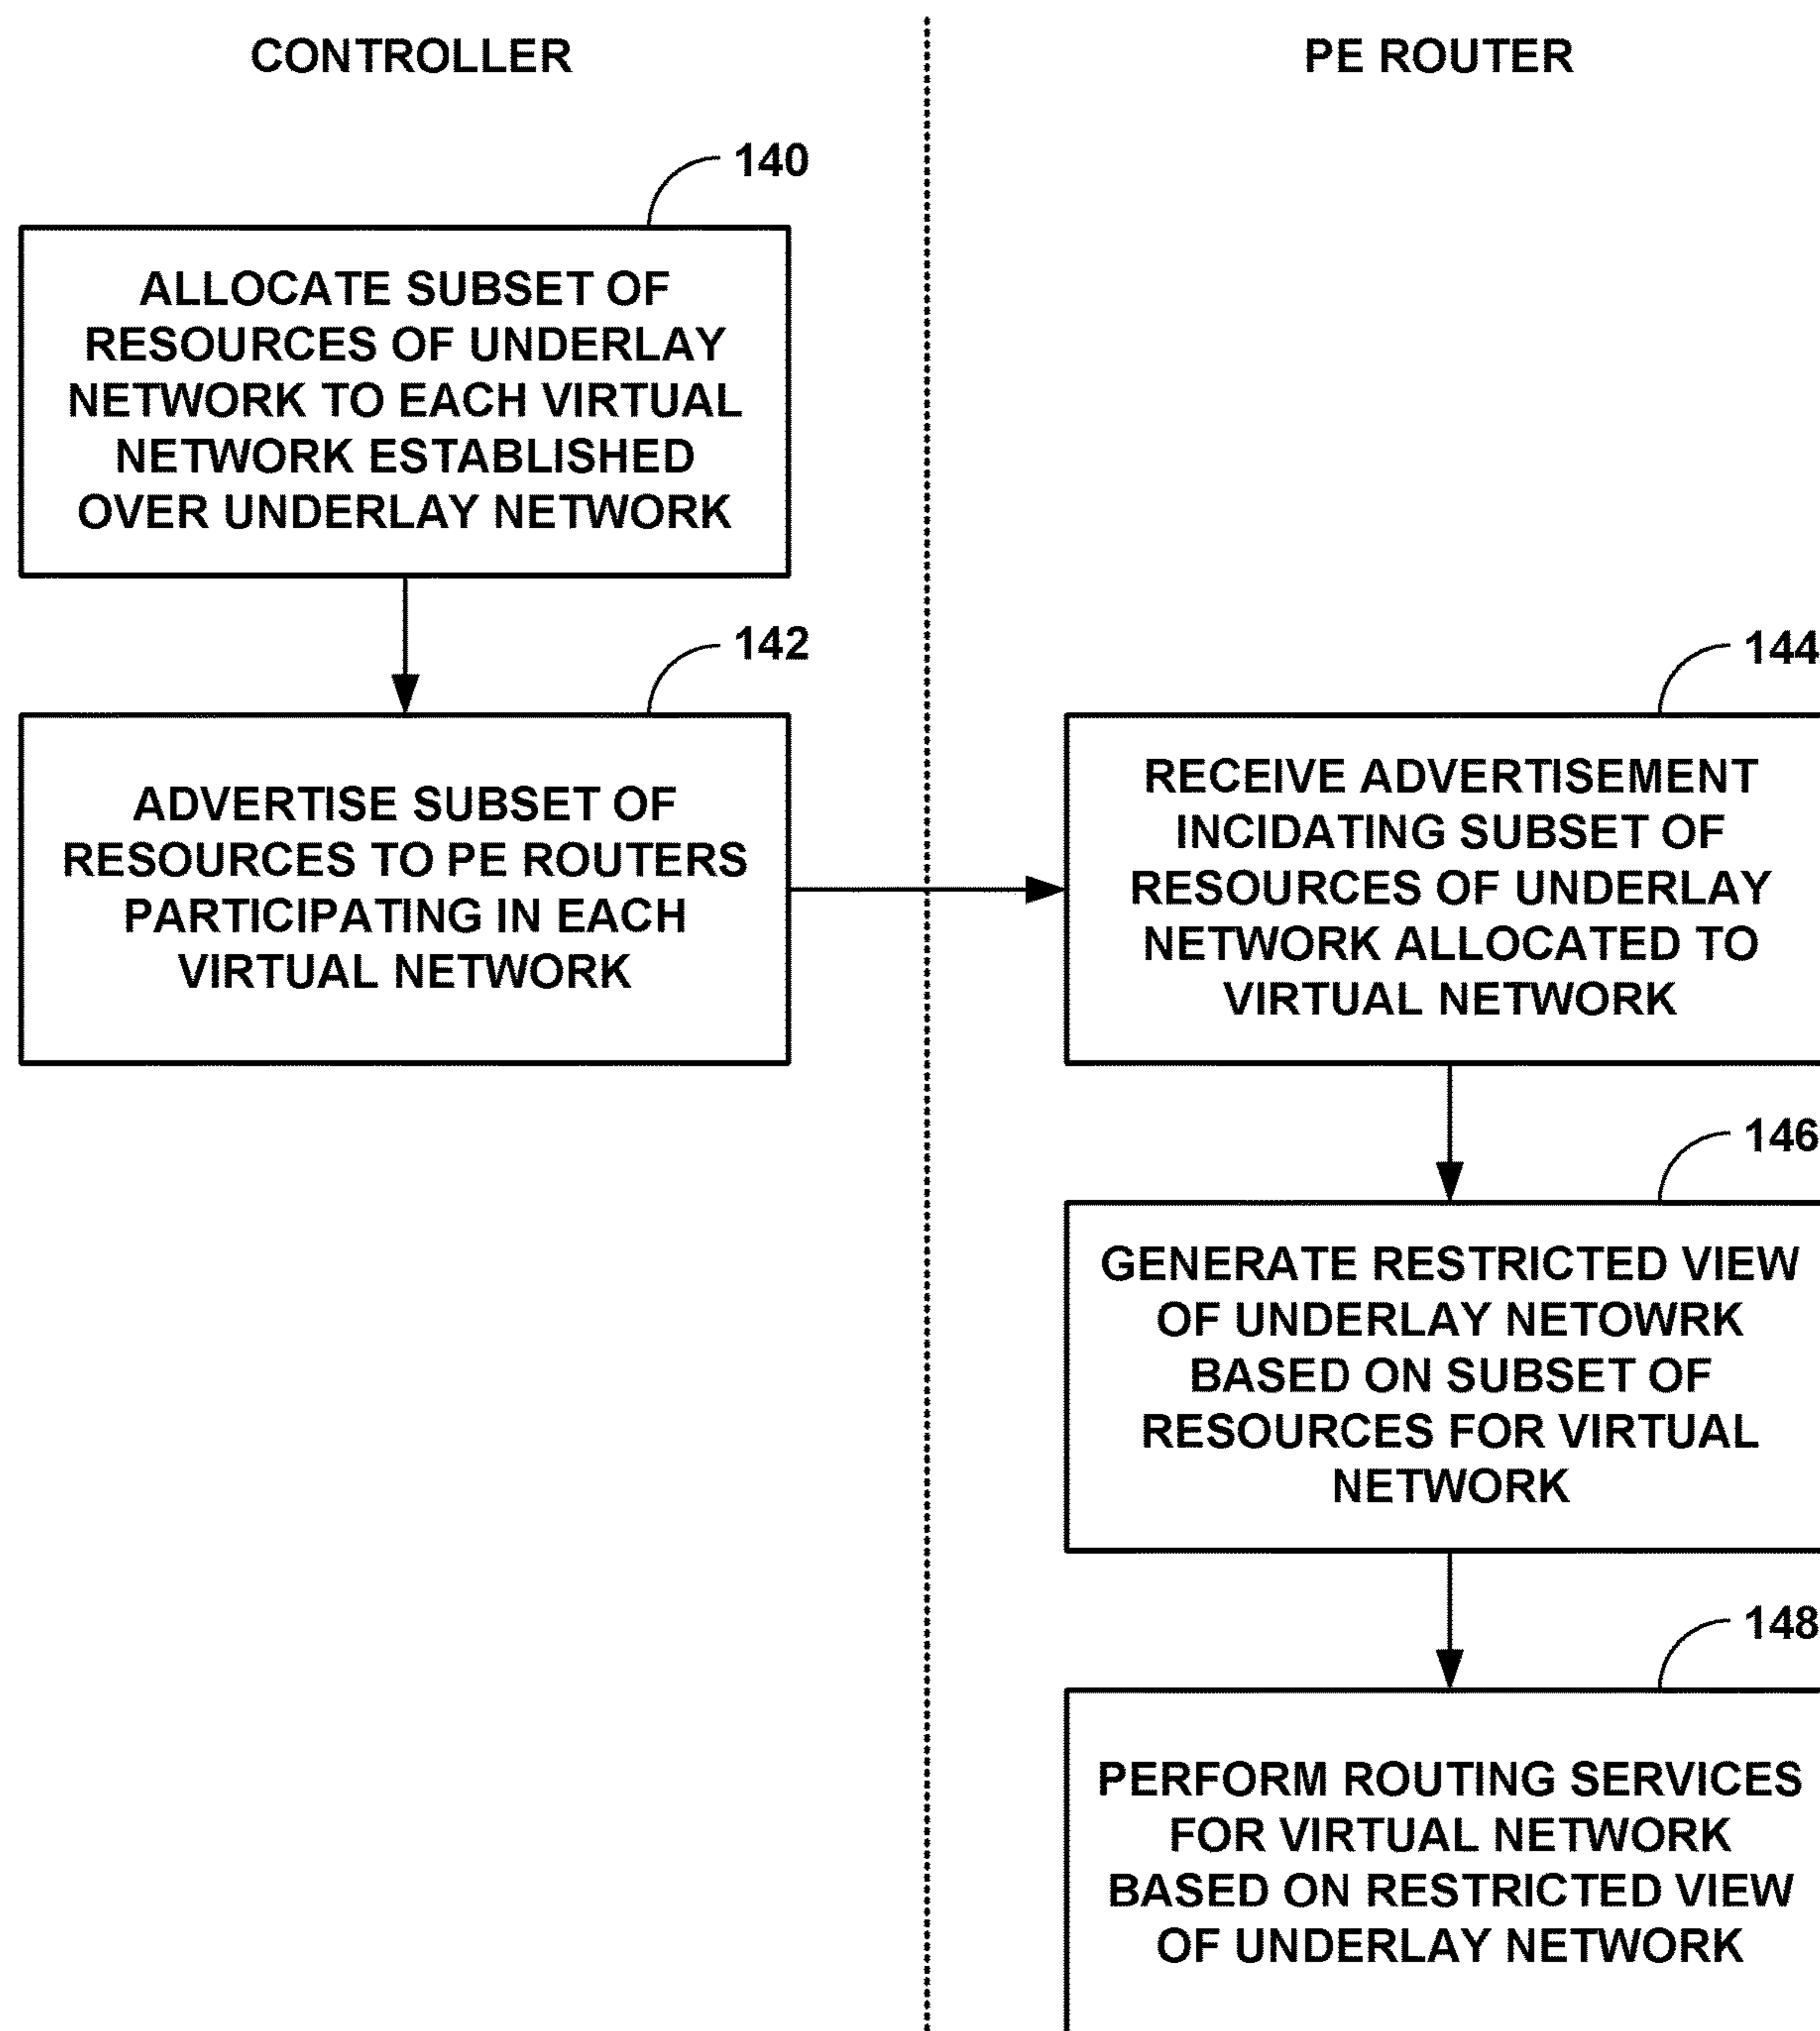 CONTROLLER
PE ROUTER
140
ALLOCATE SUBSET OF
RESOURCES OF UNDERLAY
NETWORK TO EACH VIRTUAL
NETWORK ESTABLISHED
OVER UNDERLAY NETWORK
142
ADVERTISE SUBSET OF
RESOURCES TO PE ROUTERS
PARTICIPATING IN EACH
VIRTUAL NETWORK
144
RECEIVE ADVERTISEMENT
INCIDATING SUBSET OF
RESOURCES OF UNDERLAY
NETWORK ALLOCATED TO
VIRTUAL NETWORK
146
GENERATE RESTRICTED VIEW
OF UNDERLAY NETOWRK
BASED ON SUBSET OF
RESOURCES FOR VIRTUAL
NETWORK
148
PERFORM ROUTING SERVICES
FOR VIRTUAL NETWORK
BASED ON RESTRICTED VIEW
OF UNDERLAY NETWORK